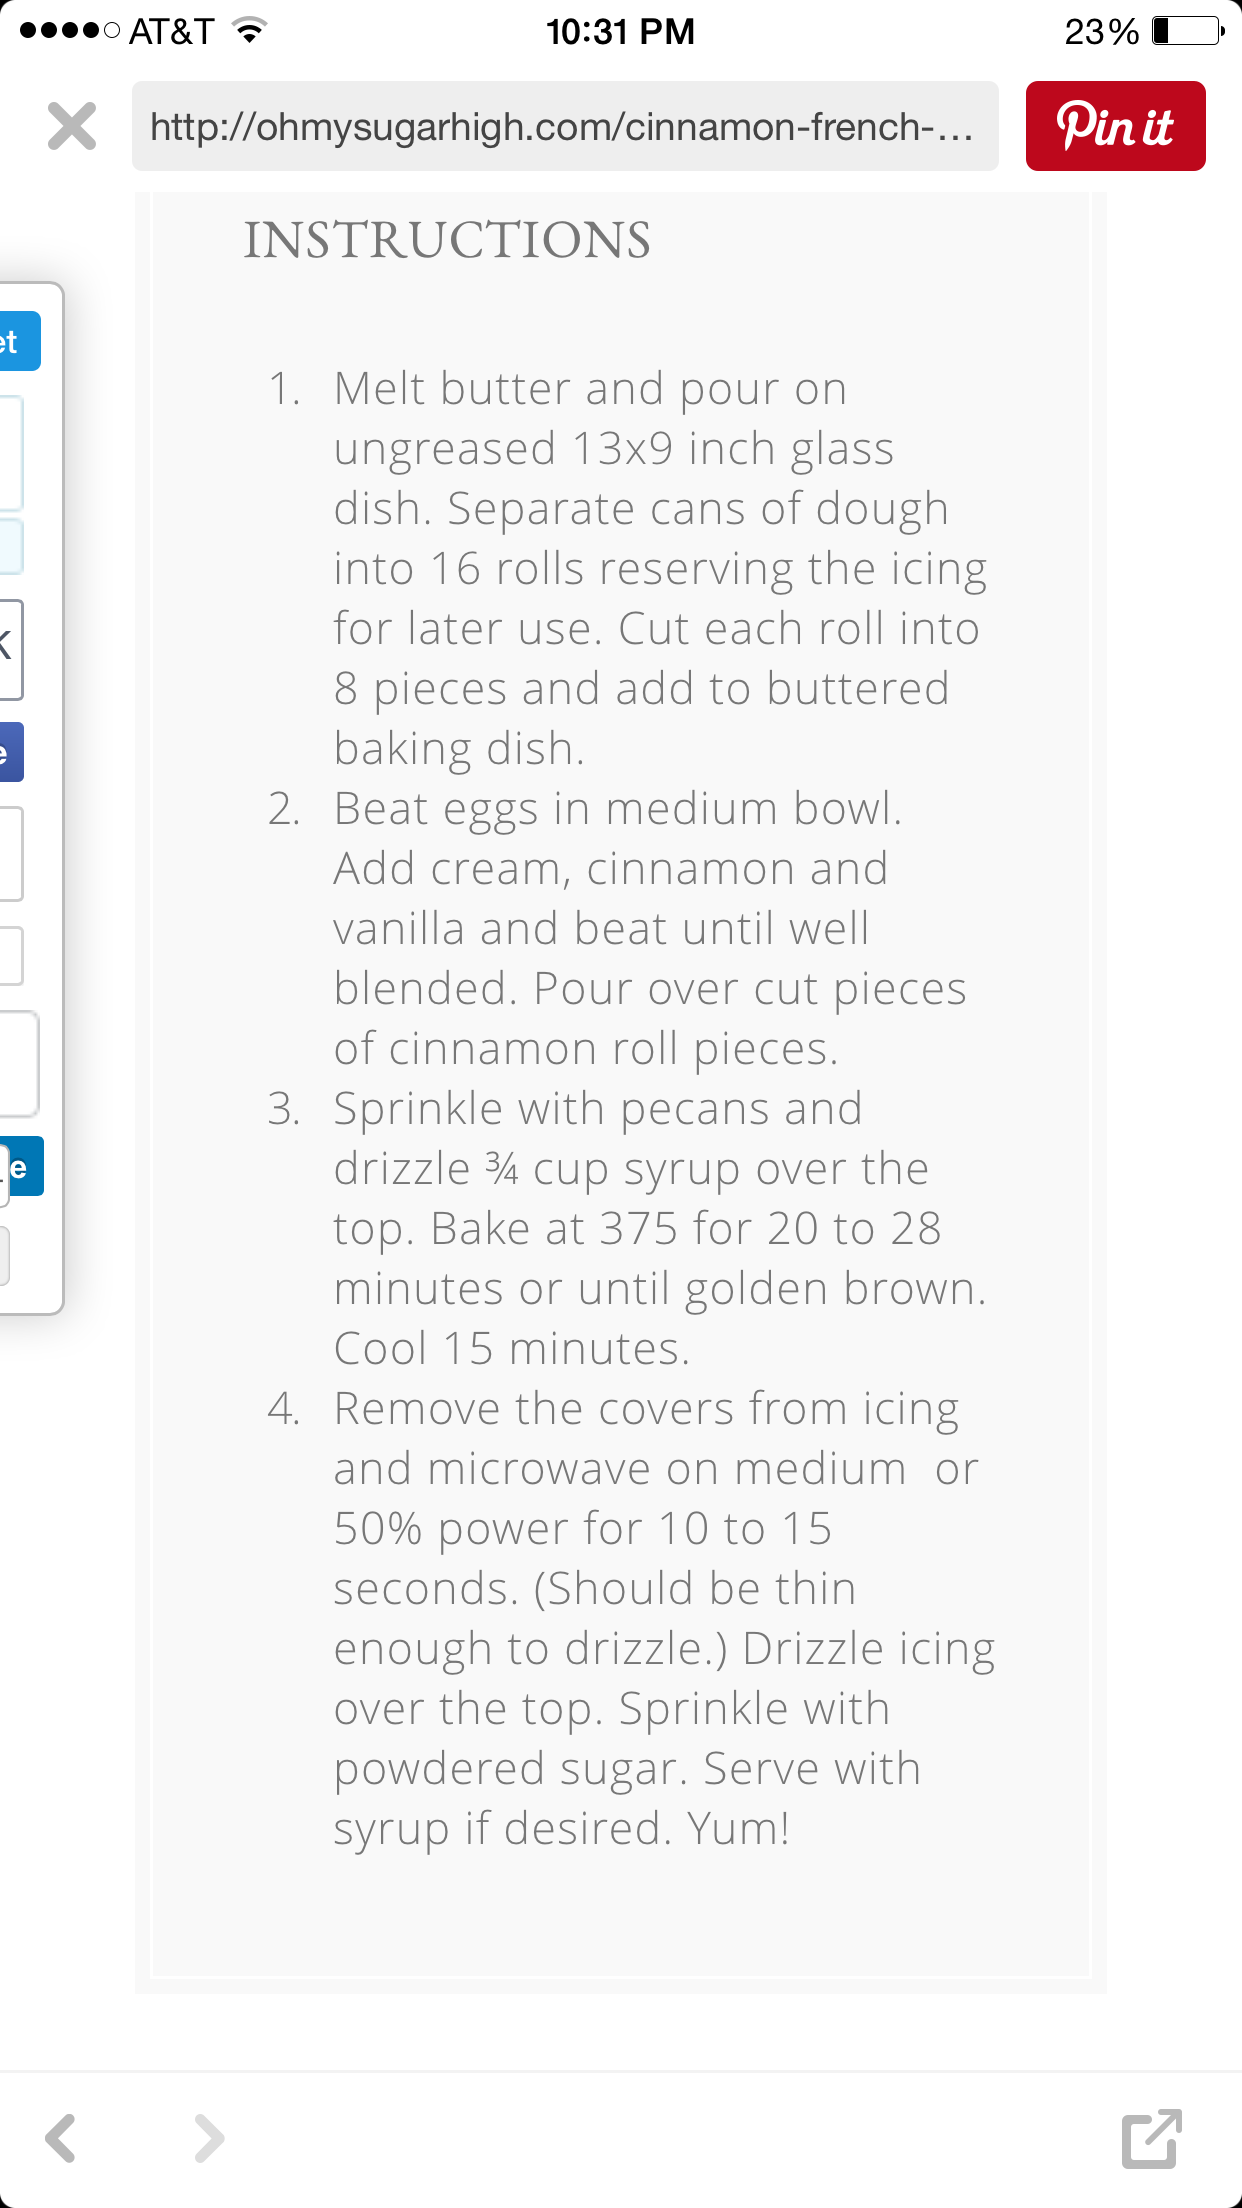 AT&T 10:31 PM 23%
http://ohmysugarhigh.com/cinnamon-french-... Pin it
INSTRUCTIONS
et
K
e
e
1. Melt butter and pour on
ungreased 13x9 inch glass
dish. Separate cans of dough
into 16 rolls reserving the icing
for later use. Cut each roll into
8 pieces and add to buttered
baking dish.
2. Beat eggs in medium bowl.
Add cream, cinnamon and
vanilla and beat until well
blended. Pour over cut pieces
of cinnamon roll pieces.
3. Sprinkle with pecans and
drizzle ¾ cup syrup over the
top. Bake at 375 for 20 to 28
minutes or until golden brown.
Cool 15 minutes.
4. Remove the covers from icing
and microwave on medium  or
50% power for 10 to 15
seconds. (Should be thin
enough to drizzle.) Drizzle icing
over the top. Sprinkle with
powdered sugar. Serve with
syrup if desired. Yum!